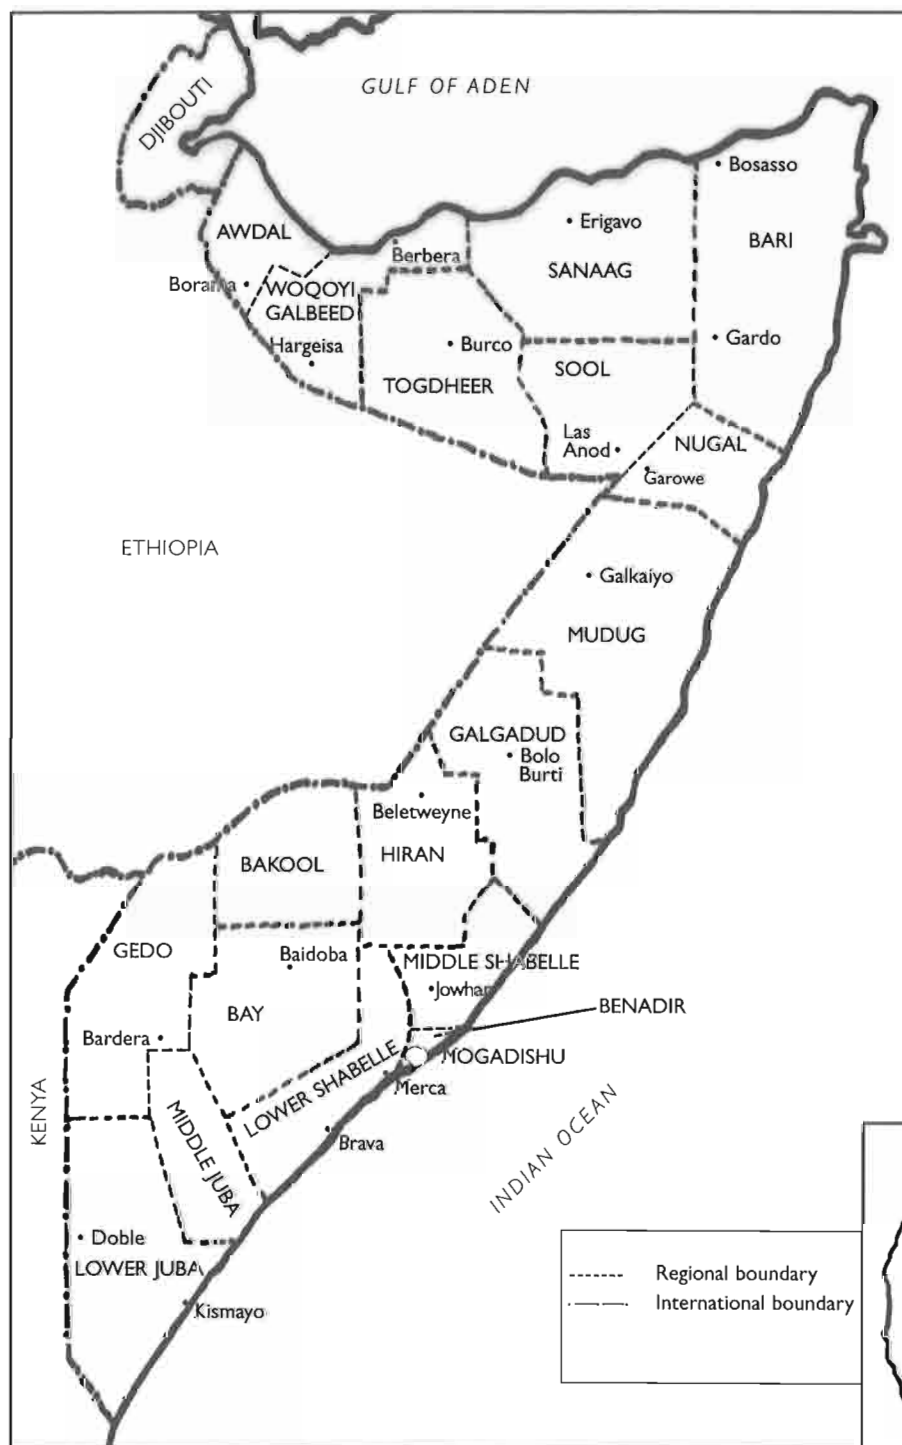 GULF OF ADEN
DJIBOUTI
Bosasso
Erigavo
AWDAL
BARI
Berbera
SANAAG
Borama
WOQOYI
GALBEED
Gardo
Hargeisa
Burco
SOOL
TOGDHEER
Las
Anod
NUGAL
Garowe
ETHIOPIA
Galkaiyo
MUDUG
GALGADUD
Bolo
Burti
Beletweyne
HIRAN
BAKOOL
GEDO
Baidoba
MIDDLE SHABELLE
Jowhar
BAY
BENADIR
Bardera
MOGADISHU
LOWER SHABELLE
Merca
KENYA
MIDDLE JUBA
Brava
INDIAN OCEAN
Doble
LOWER JUBA
Kismayo
Regional boundary
International boundary